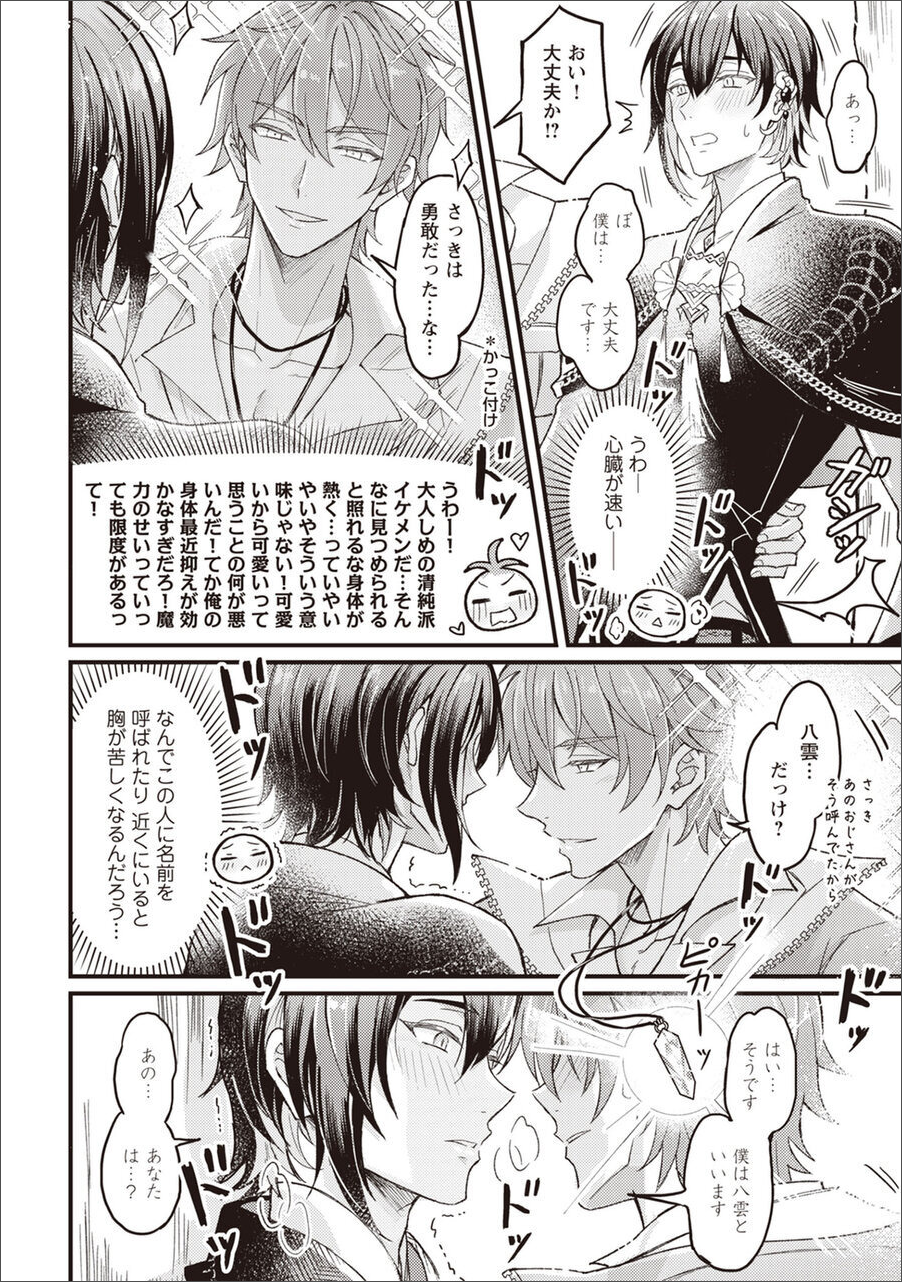 あっ…
おい！
大丈夫か!?
ぼ
僕は…
大丈夫
です…
ドッ
ガシッ
うわ―
心臓が速い――
さっきは
勇敢だった…な…
*かっこ付け
ドッ
うわー！
大人しめの清純派
イケメンだ…そん
なに見つめられる
と照れるな身体が
熱く…っていやい
やいやそういう意
味じゃない！可愛
いから可愛いって
思うことの何が悪
いんだ！てか俺の
身体最近抑えが効
かなすぎだろ！魔
力のせいっていっ
ても限度があるっ
て！
八雲…
だっけ？
さっき
あのおじさんが
そう呼んでたから
ドッ
ドッ
ドッ
ドッ
なんでこの人に名前を
呼ばれたり近くにいると
胸が苦しくなるんだろう…
ピカーッ
ドッ
はい…
そうです
僕は八雲と
いいます
あの…
あなた
は…？